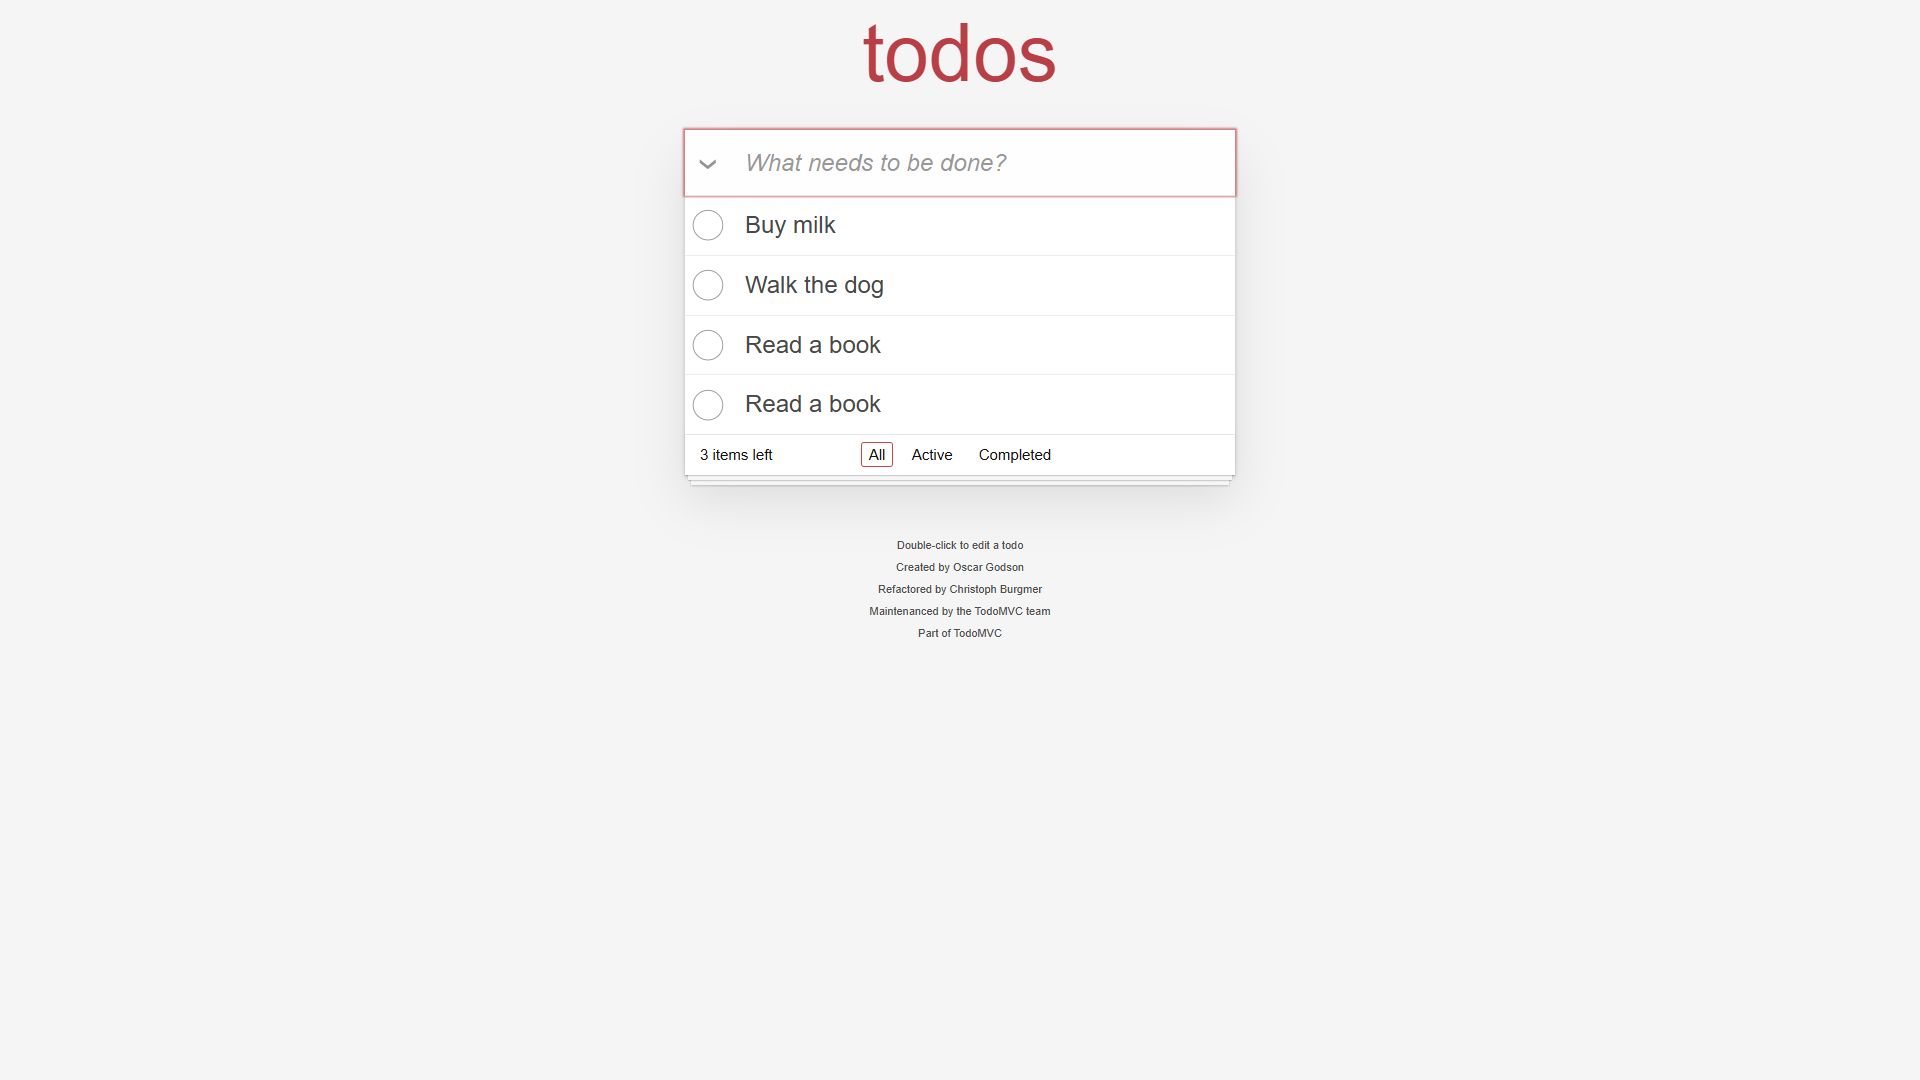 todos
What needs to be done?
Buy milk
Walk the dog
Read a book
Read a book
3 items left All Active Completed
Double-click to edit a todo
Created by Oscar Godson
Refactored by Christoph Burgmer
Maintenanced by the TodoMVC team
Part of TodoMVC